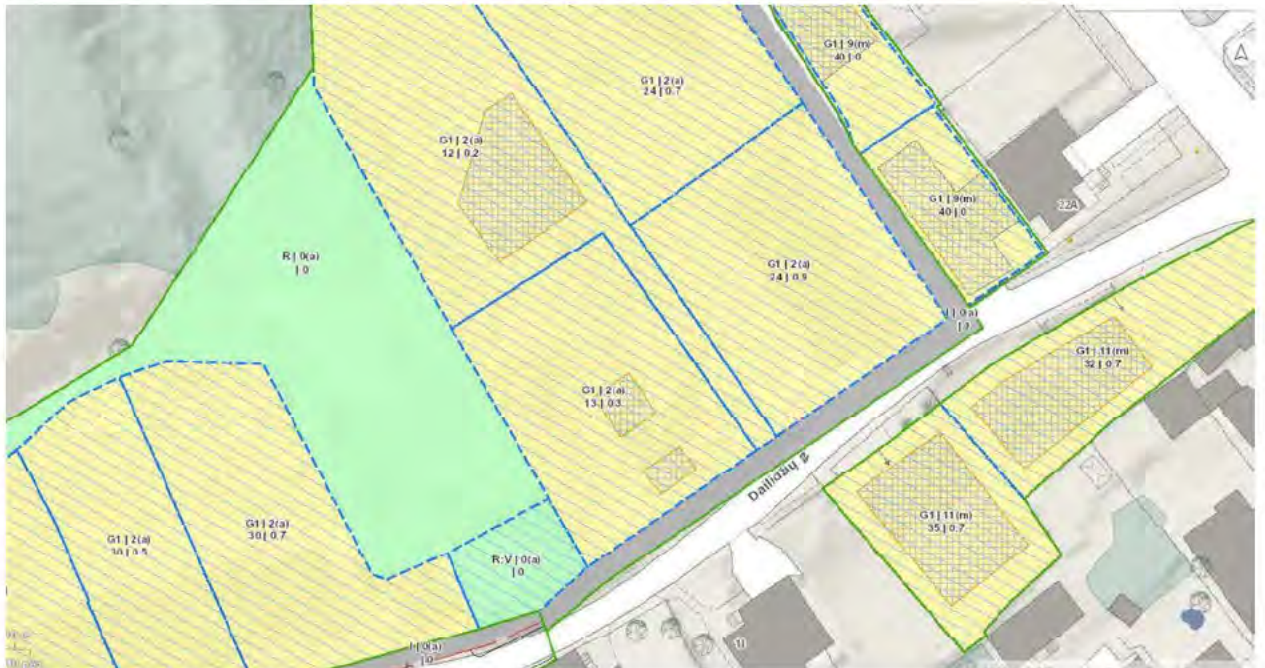 G1 | 9(m)
40 | 0
G1 | 2(a)
24 | 0.7
G1 | 2(a)
12 | 0.2
G1 | 9(m)
40 | 0
22A
R | 0(a)
| 0
G1 | 2(a)
24 | 0.9
I | 0(a)
G1 | 11(m)
32 | 0.7
G1 | 2(a)
13 | 0.3
G1 | 11(m)
35 | 0.7
G1 | 2(a)
30 | 0.7
G1 | 2(a)
30 | 0.5
R:V | 0(a)
| 0
I | 0(a)
| 0